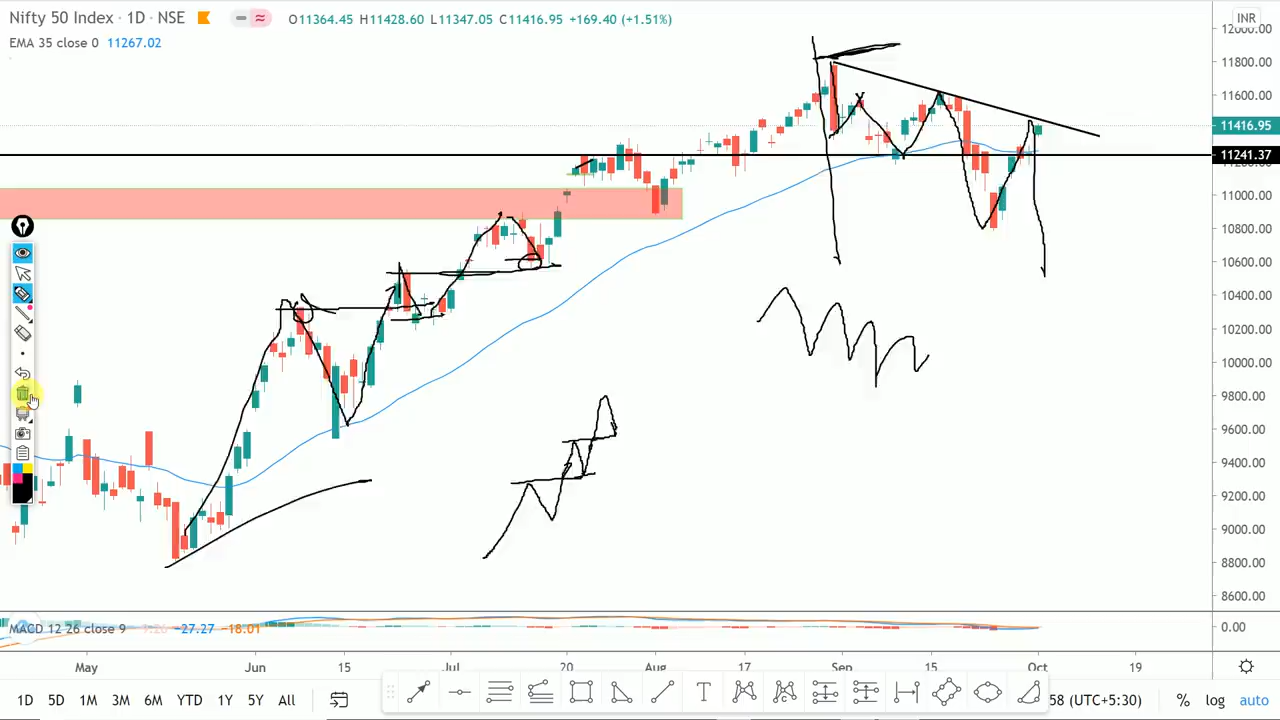 Nifty 50 Index · 1D · NSE
O11364.45 H11428.60 L11347.05 C11416.95 +169.40 (+1.51%)
INR
EMA 35 close 0 11267.02
12000.00
11800.00
11600.00
11416.95
11241.37
11000.00
10800.00
10600.00
10400.00
10200.00
10000.00
9800.00
9600.00
9400.00
9200.00
9000.00
8800.00
8600.00
MACD 12 26 close 9 -9.26 -27.27 -18.01
0.00
May Jun 15 Jul 20 Aug 17 Sep 15 Oct 19
1D 5D 1M 3M 6M YTD 1Y 5Y All
T
58 (UTC+5:30) % log auto